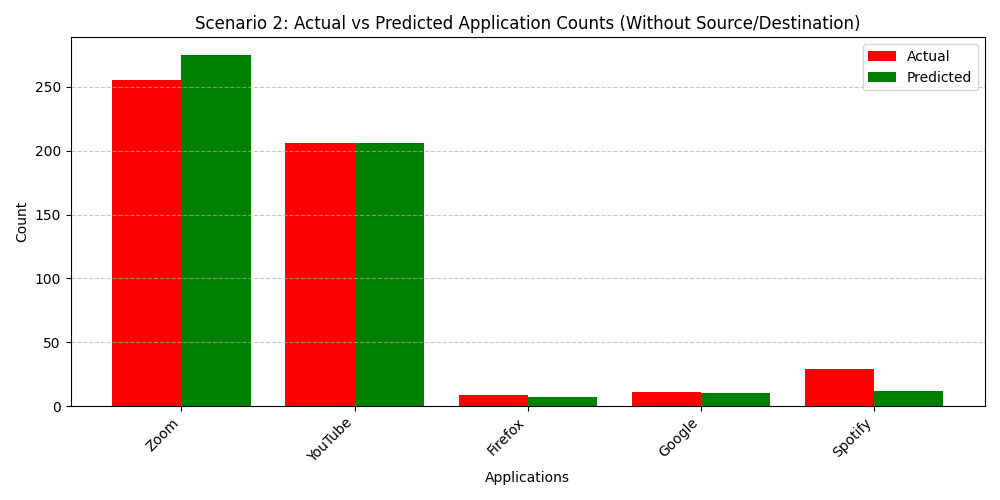 Scenario 2: Actual vs Predicted Application Counts (Without Source/Destination)
Actual
Predicted
250
200
150
100
50
0
Count
Zoom
YouTube
Firefox
Google
Spotify
Applications